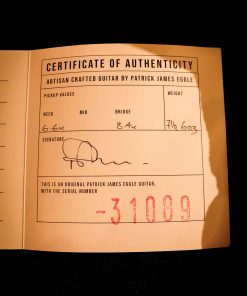 CERTIFICATE OF AUTHENTICITY
ARTISAN CRAFTED GUITAR BY PATRICK JAMES EGGLE
PICKUP VALUES WEIGHT
NECK MID BRIDGE
6.6K 8.4K 7lb 6oz
SIGNATURE
THIS IS AN ORIGINAL PATRICK JAMES EGGLE GUITAR,
WITH THE SERIAL NUMBER
-31089